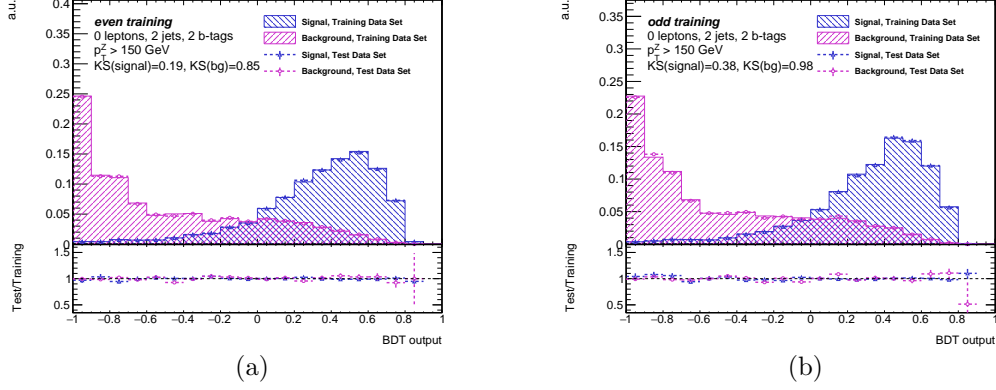 a.u.
0.4
0.35
0.3
0.25
0.2
0.15
0.1
0.05
0
even training
0 leptons, 2 jets, 2 b-tags
p_T^Z > 150 GeV
KS(signal)=0.19, KS(bg)=0.85
Signal, Training Data Set
Background, Training Data Set
Signal, Test Data Set
Background, Test Data Set
Test/Training
1.5
1
0.5
−1 −0.8 −0.6 −0.4 −0.2 0 0.2 0.4 0.6 0.8 1
BDT output
(a)
a.u.
0.35
0.3
0.25
0.2
0.15
0.1
0.05
0
odd training
0 leptons, 2 jets, 2 b-tags
p_T^Z > 150 GeV
KS(signal)=0.38, KS(bg)=0.98
Signal, Training Data Set
Background, Training Data Set
Signal, Test Data Set
Background, Test Data Set
Test/Training
1.5
1
0.5
−1 −0.8 −0.6 −0.4 −0.2 0 0.2 0.4 0.6 0.8 1
BDT output
(b)